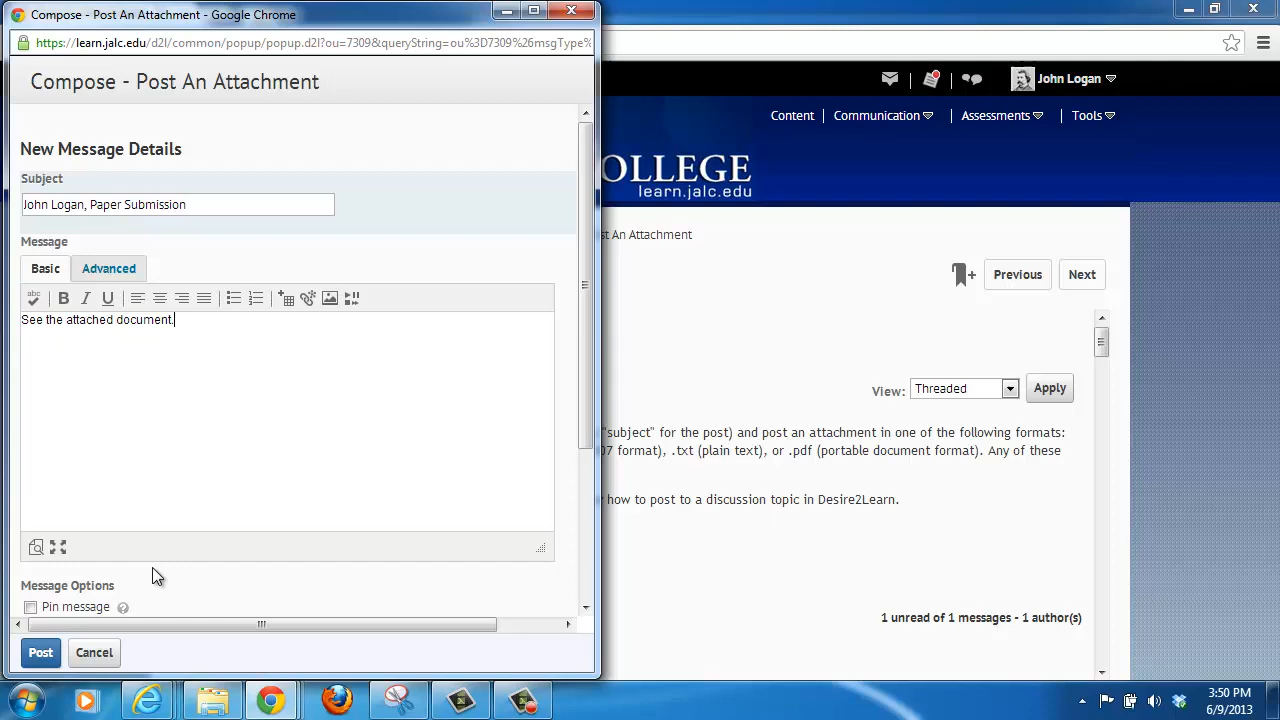 Compose - Post An Attachment - Google Chrome
https://learn.jalc.edu/d2l/common/popup/popup.d2l?ou=7309&queryString=ou%3D7309%26msgType%
Compose - Post An Attachment
New Message Details
Subject
John Logan, Paper Submission
Message
Basic
Advanced
abc
B I U
See the attached document.
Message Options
Pin message
Post
Cancel
John Logan
Content
Communication
Assessments
Tools
OLLEGE
learn.jalc.edu
st An Attachment
Previous
Next
View:
Threaded
Apply
"subject" for the post) and post an attachment in one of the following formats:
07 format), .txt (plain text), or .pdf (portable document format). Any of these
how to post to a discussion topic in Desire2Learn.
1 unread of 1 messages - 1 author(s)
3:50 PM
6/9/2013